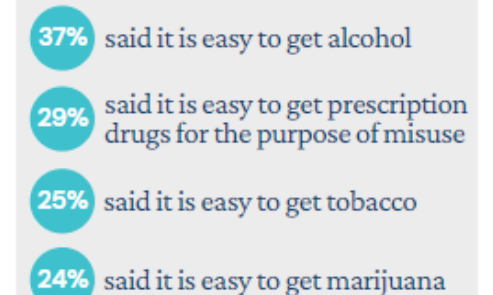 37% said it is easy to get alcohol
29% said it is easy to get prescription
drugs for the purpose of misuse
25% said it is easy to get tobacco
24% said it is easy to get marijuana